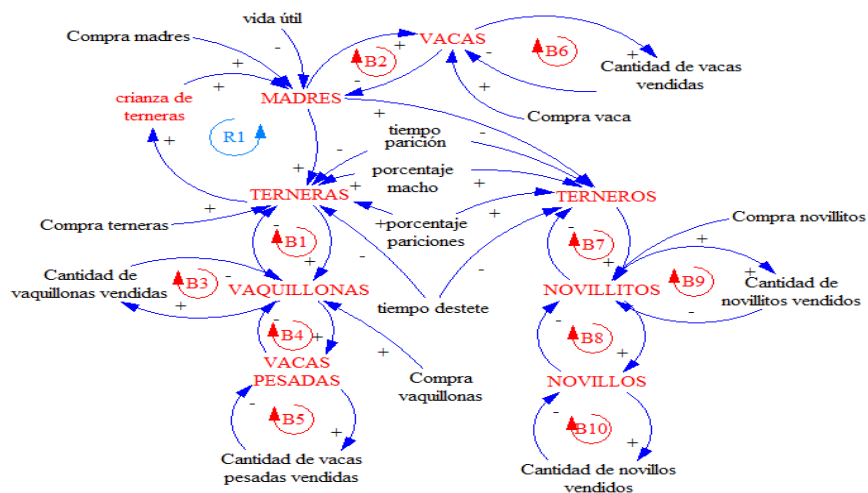 vida útil
Compra madres
-
-
+
VACAS
B2
-
B6
+
Cantidad de vacas
vendidas
+
+
-
crianza de
terneras
MADRES
+
Compra vaca
+
R1
+
tiempo
parición
-
+
-
porcentaje
macho
+
TERNERAS
+
+
TERNEROS
+
+
porcentaje
pariciones
Compra terneras
Compra novillitos
-
B1
-
-
B7
+
Cantidad de
vaquillonas vendidas
B3
-
+
-
+
+
B9
Cantidad de
novillitos vendidos
VAQUILLONAS
tiempo destete
NOVILLITOS
+
-
-
B4
+
-
B8
+
+
VACAS
PESADAS
Compra
vaquillonas
NOVILLOS
-
B5
+
-
B10
+
Cantidad de vacas
pesadas vendidas
Cantidad de novillos
vendidos